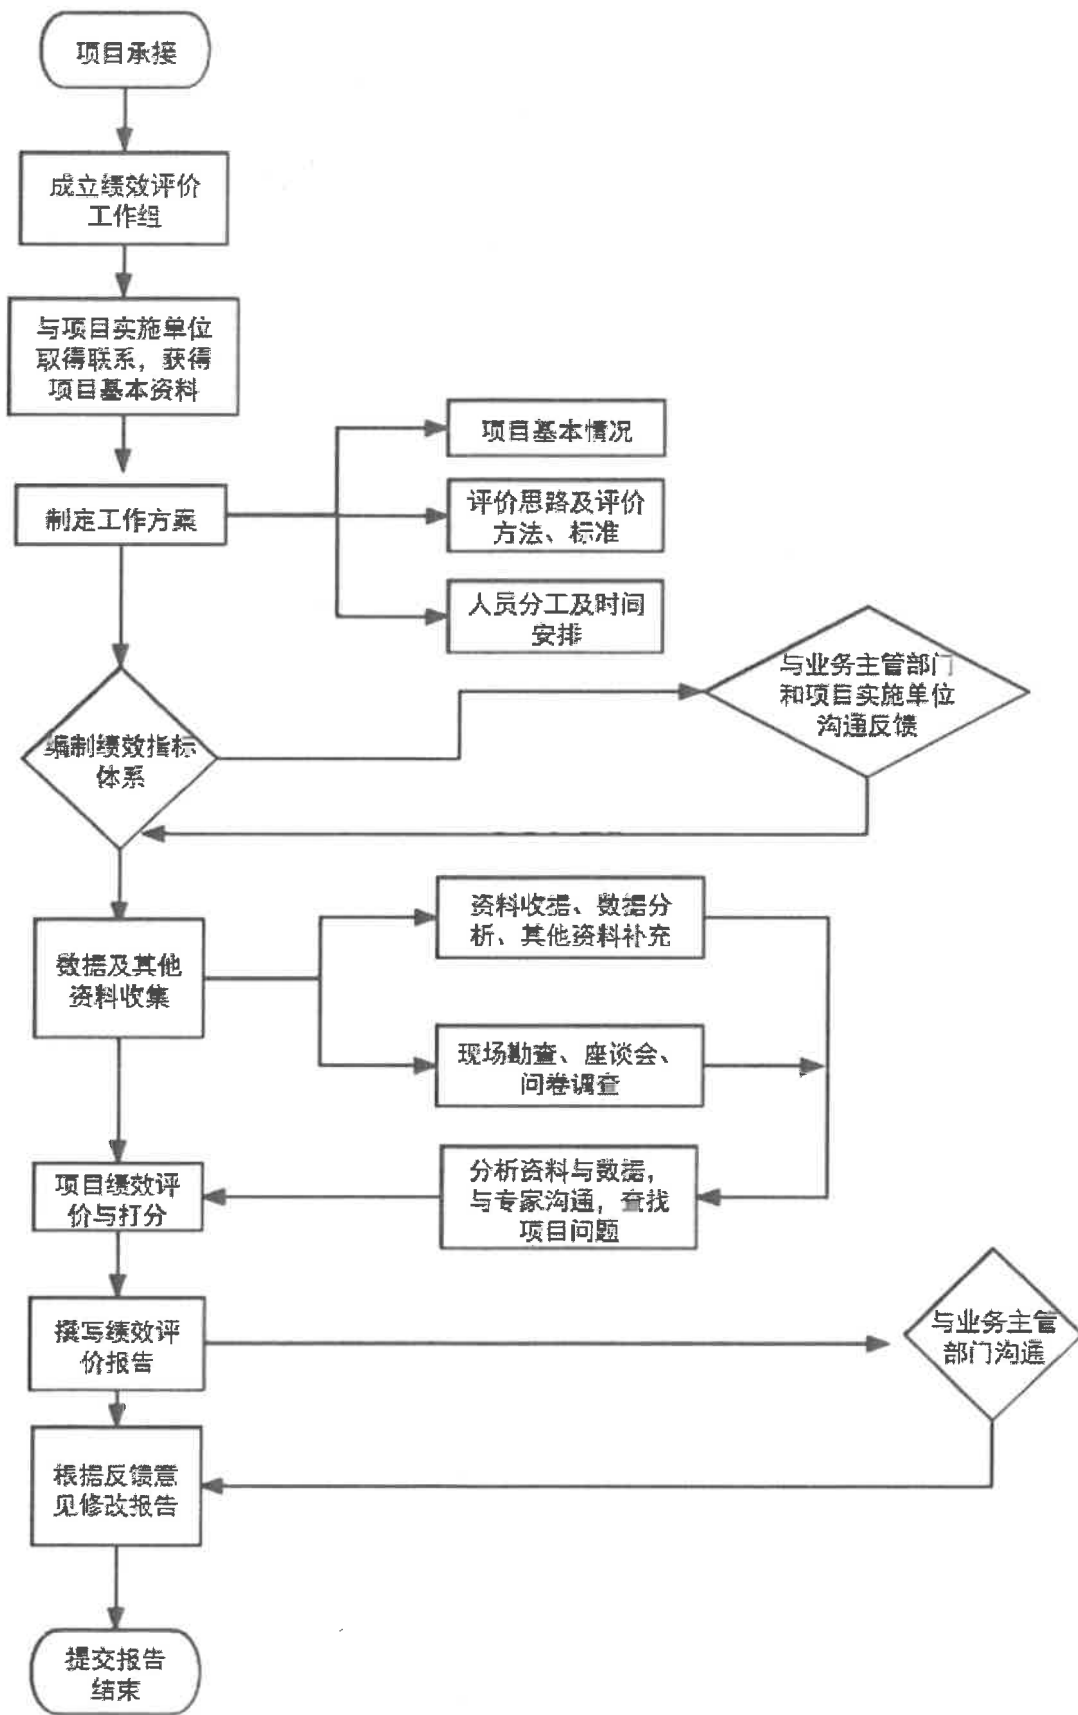 项目承接
成立绩效评价
工作组
与项目实施单位
取得联系，获得
项目基本资料
制定工作方案
项目基本情况
评价思路及评价
方法、标准
人员分工及时间
安排
编制绩效指标
体系
与业务主管部门
和项目实施单位
沟通反馈
数据及其他
资料收集
资料收据、数据分
析、其他资料补充
现场勘查、座谈会、
问卷调查
分析资料与数据，
与专家沟通，查找
项目问题
项目绩效评
价与打分
撰写绩效评
价报告
与业务主管
部门沟通
根据反馈意
见修改报告
提交报告
结束